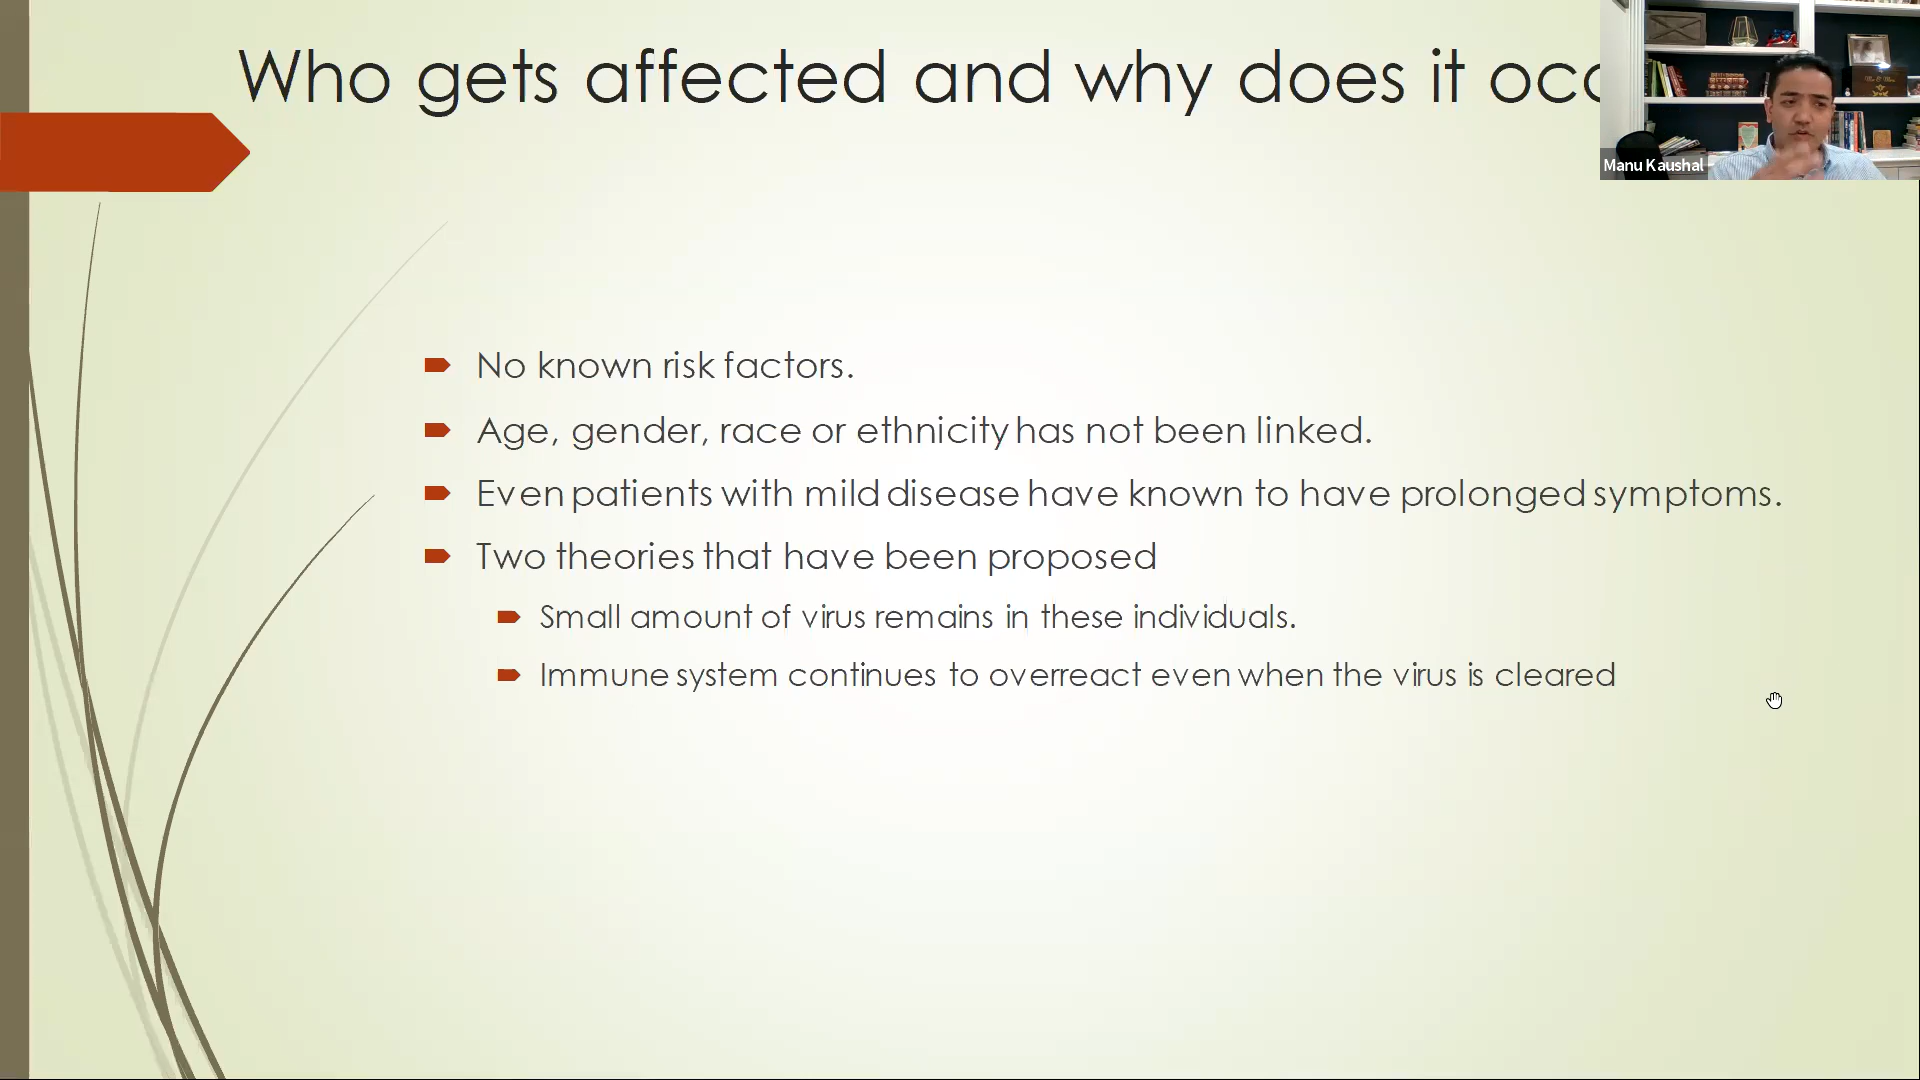 Who gets affected and why does it occ
Manu Kaushal
No known risk factors.
Age, gender, race or ethnicity has not been linked.
Even patients with mild disease have known to have prolonged symptoms.
Two theories that have been proposed
Small amount of virus remains in these individuals.
Immune system continues to overreact even when the virus is cleared